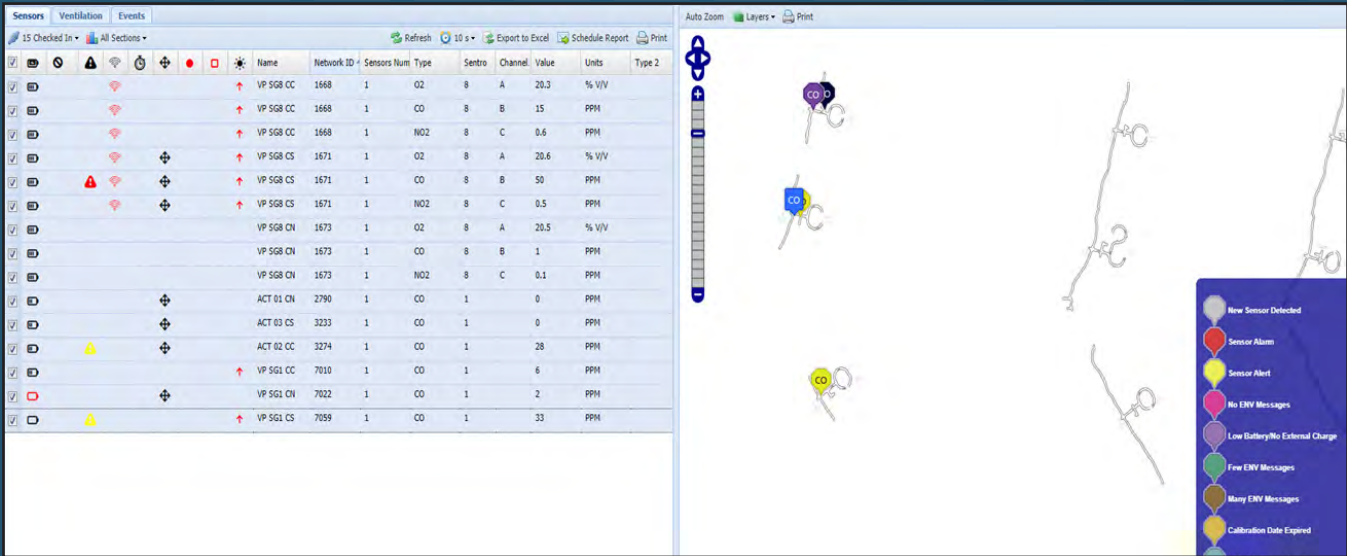 Sensors Ventilation Events
15 Checked In All Sections Refresh 10 s Export to Excel Schedule Report Print
Name Network ID Sensors Num Type Sentro Channel Value Units Type 2
VP SG8 CC 1668 1 O2 8 A 20.3 % V/V
VP SG8 CC 1668 1 CO 8 B 15 PPM
VP SG8 CC 1668 1 NO2 8 C 0.6 PPM
VP SG8 CS 1671 1 O2 8 A 20.6 % V/V
VP SG8 CS 1671 1 CO 8 B 50 PPM
VP SG8 CS 1671 1 NO2 8 C 0.5 PPM
VP SG8 CN 1673 1 O2 8 A 20.5 % V/V
VP SG8 CN 1673 1 CO 8 B 1 PPM
VP SG8 CN 1673 1 NO2 8 C 0.1 PPM
ACT 01 CN 2790 1 CO 1 0 PPM
ACT 03 CS 3233 1 CO 1 0 PPM
ACT 02 CC 3274 1 CO 1 28 PPM
VP SG1 CC 7010 1 CO 1 6 PPM
VP SG1 CN 7022 1 CO 1 2 PPM
VP SG1 CS 7059 1 CO 1 33 PPM
Auto Zoom Layers Print
CO
CO
CO
New Sensor Detected
Sensor Alarm
Sensor Alert
No ENV Messages
Low Battery/No External Charge
Few ENV Messages
Many ENV Messages
Calibration Date Expired